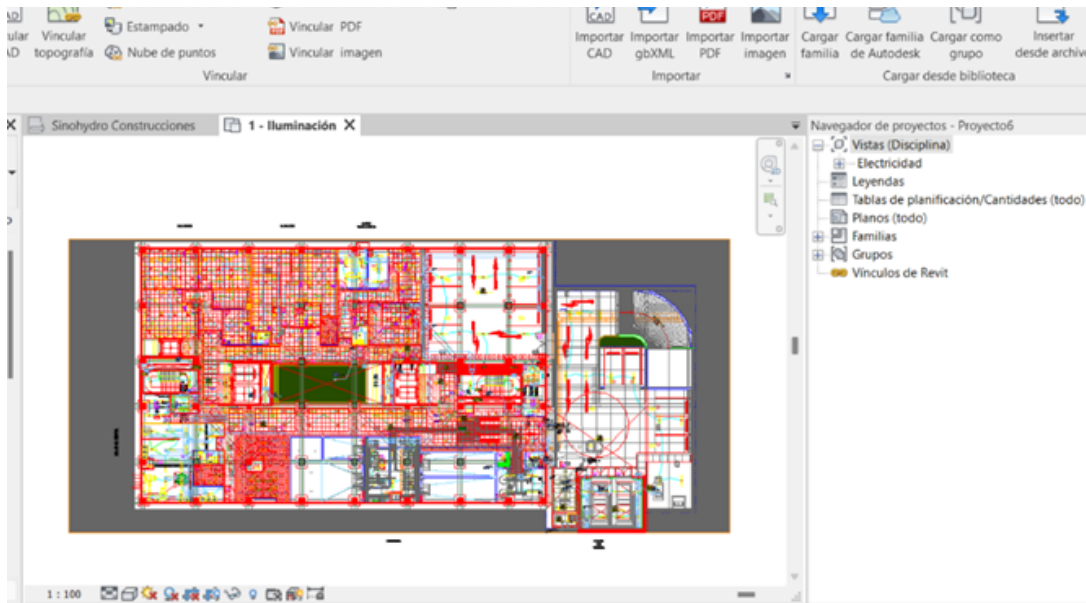 Vincular
topografía
Estampado
Nube de puntos
Vincular PDF
Vincular imagen
Vincular
CAD
Importar
CAD
Importar
gbXML
PDF
Importar
PDF
Importar
imagen
Importar
Cargar
familia
Cargar familia
de Autodesk
Cargar como
grupo
Insertar
desde archivo
Cargar desde biblioteca
Sinohydro Construcciones
1 - Iluminación
Navegador de proyectos - Proyecto6
Vistas (Disciplina)
Electricidad
Leyendas
Tablas de planificación/Cantidades (todo)
Planos (todo)
Familias
Grupos
Vínculos de Revit
1 : 100